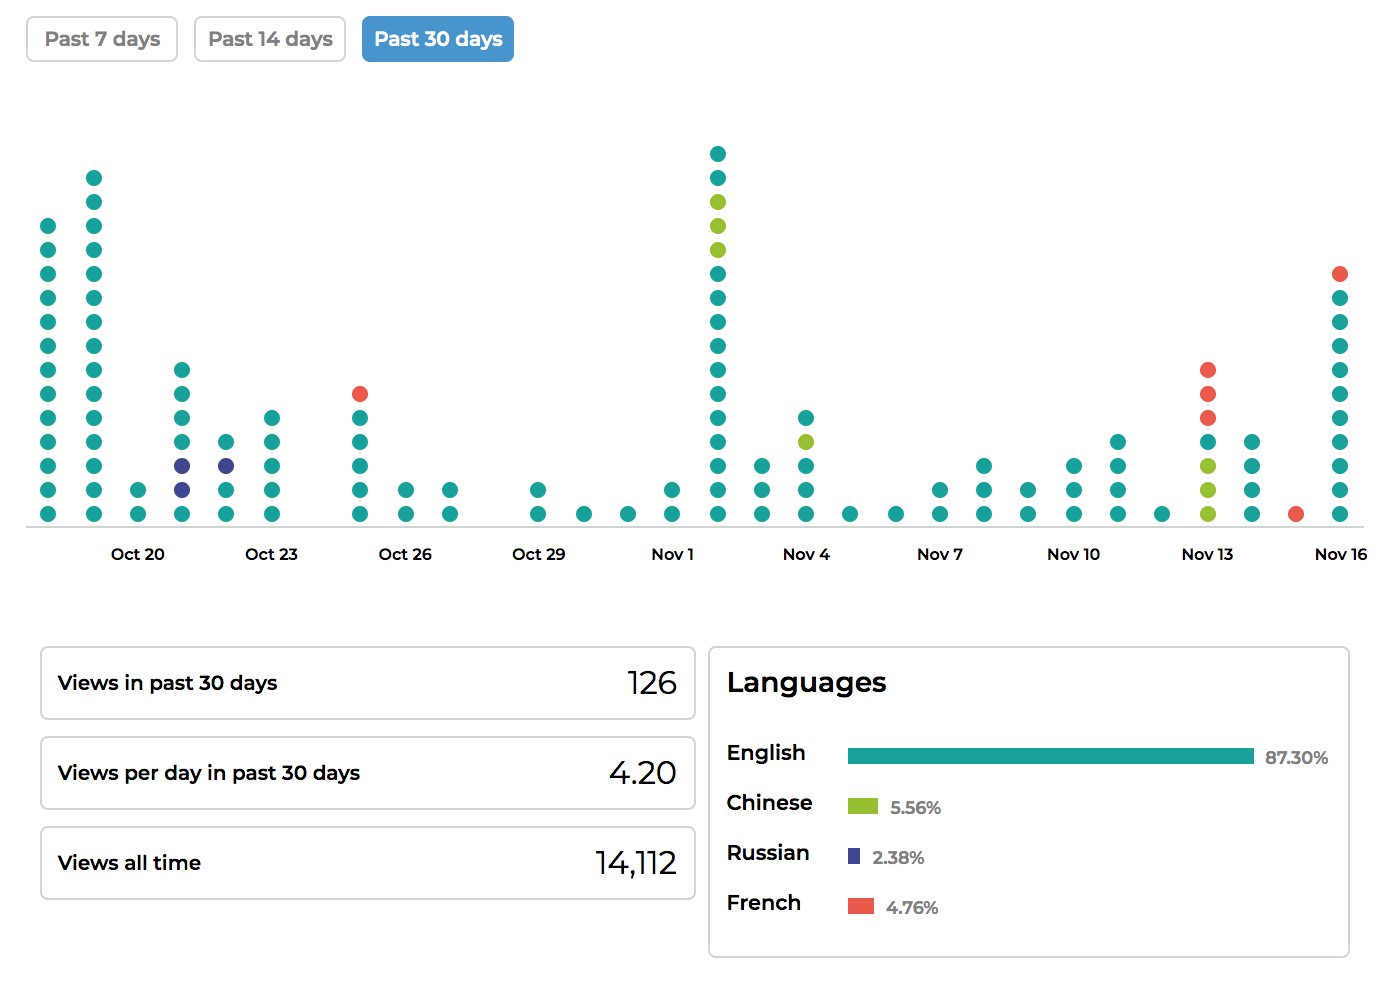 Past 7 days
Past 14 days
Past 30 days
Oct 20
Oct 23
Oct 26
Oct 29
Nov 1
Nov 4
Nov 7
Nov 10
Nov 13
Nov 16
Views in past 30 days
126
Views per day in past 30 days
4.20
Views all time
14,112
Languages
English
87.30%
Chinese
5.56%
Russian
2.38%
French
4.76%